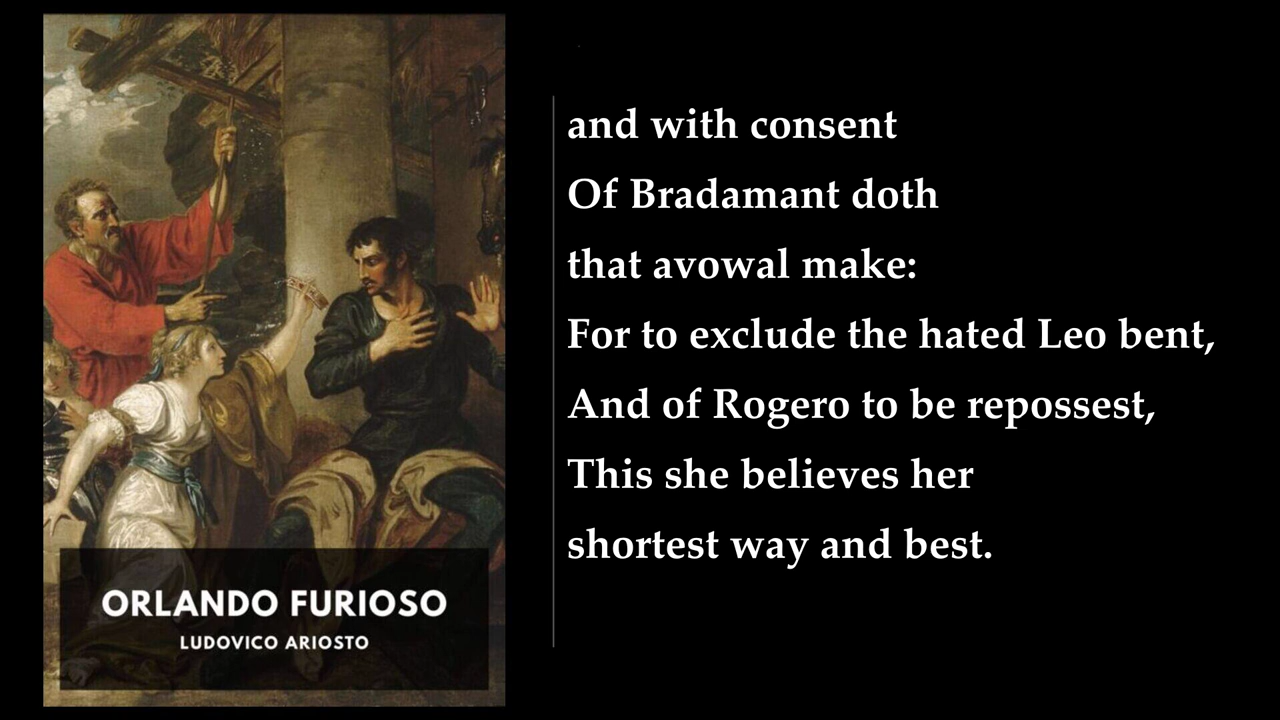 ORLANDO FURIOSO
LUDOVICO ARIOSTO
and with consent
Of Bradamant doth
that avowal make:
For to exclude the hated Leo bent,
And of Rogero to be repossest,
This she believes her
shortest way and best.